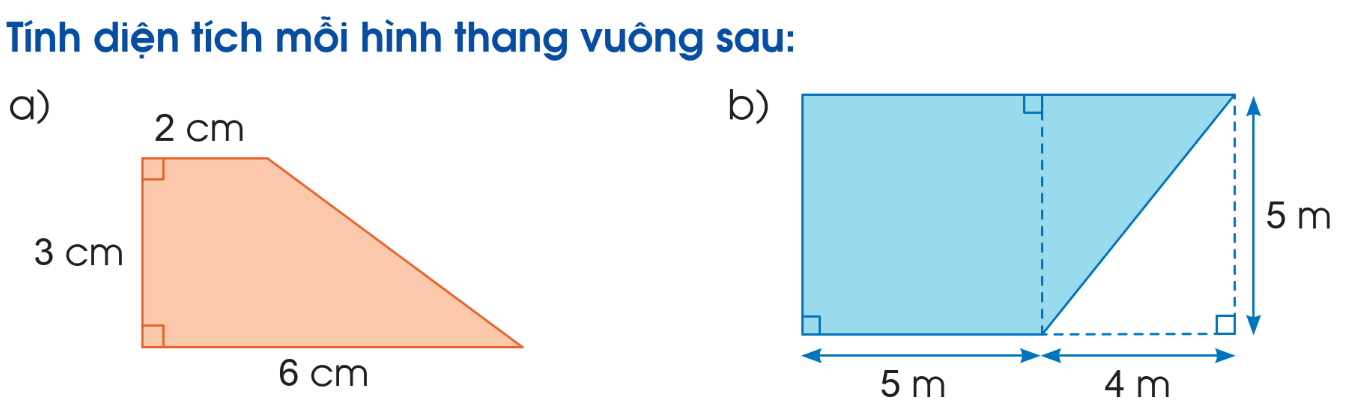 Tính diện tích mỗi hình thang vuông sau:
a)
2 cm
3 cm
6 cm
b)
5 m
5 m
4 m